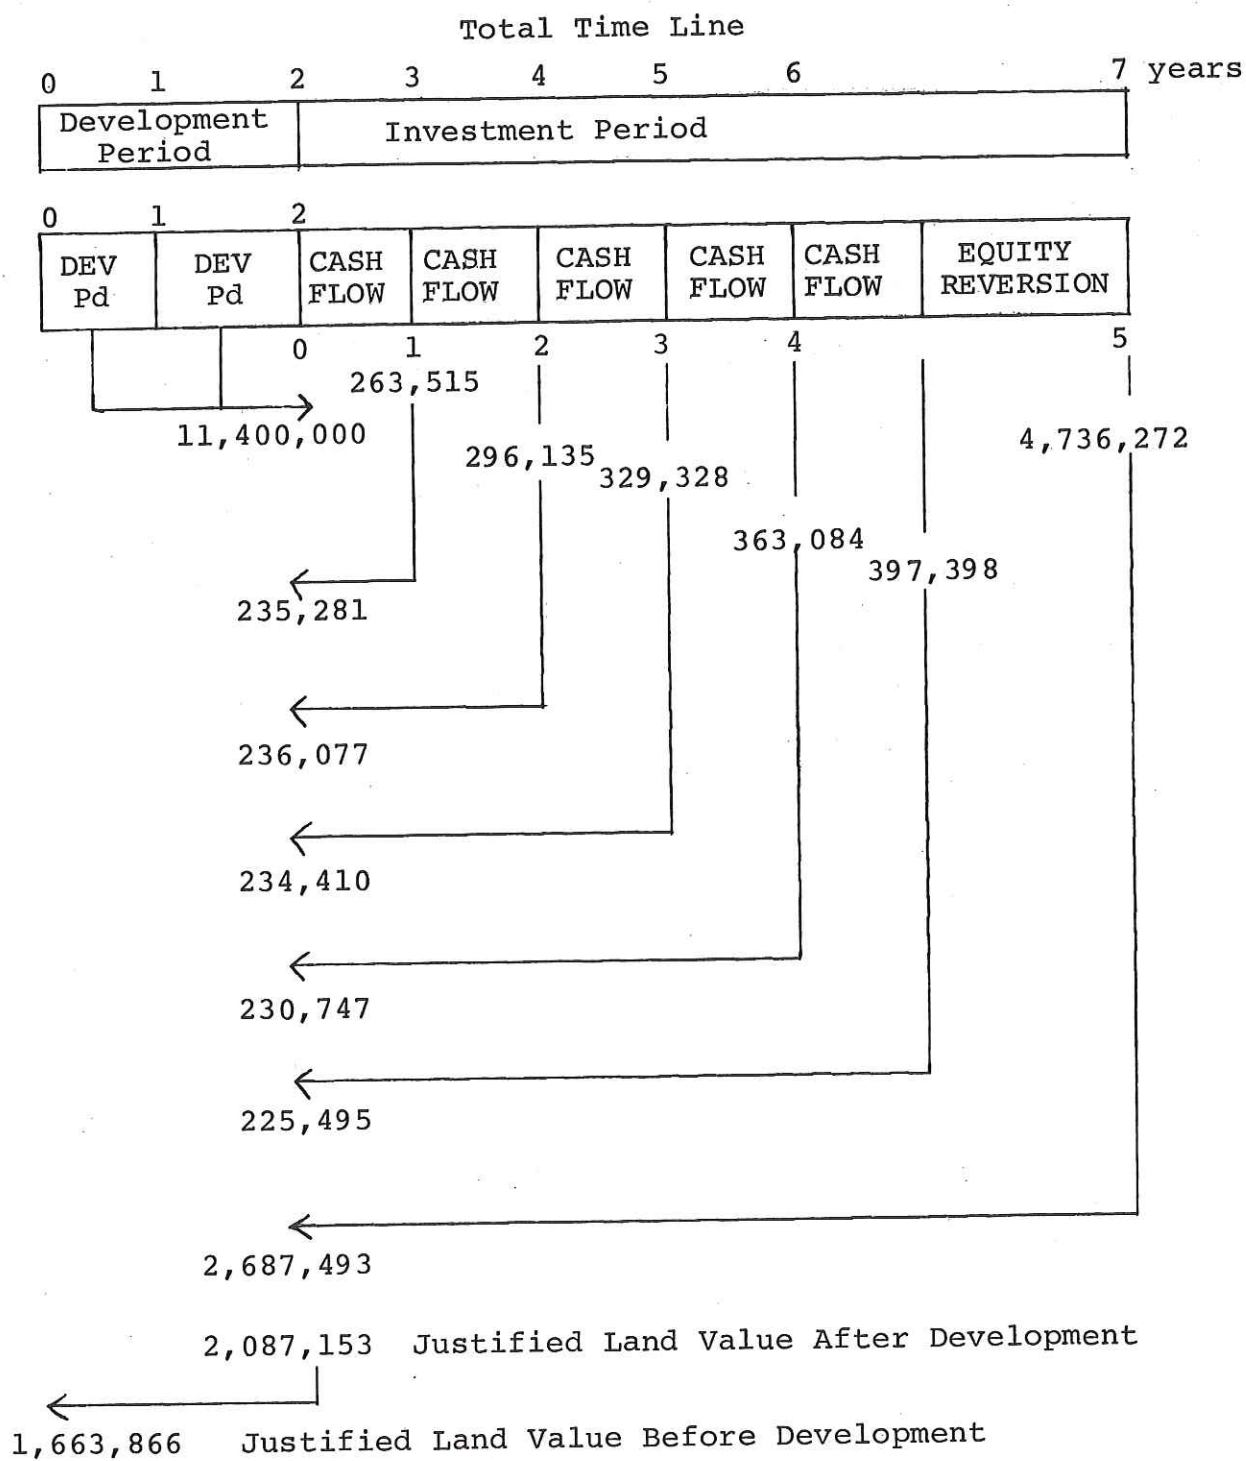 Total Time Line
0 1 2 3 4 5 6 7 years
Development
Period
Investment Period
0 1 2
DEV
Pd
DEV
Pd
CASH
FLOW
CASH
FLOW
CASH
FLOW
CASH
FLOW
CASH
FLOW
EQUITY
REVERSION
0 1 2 3 4 5
263,515
11,400,000
296,135
329,328
4,736,272
363,084
397,398
235,281
236,077
234,410
230,747
225,495
2,687,493
2,087,153 Justified Land Value After Development
1,663,866 Justified Land Value Before Development